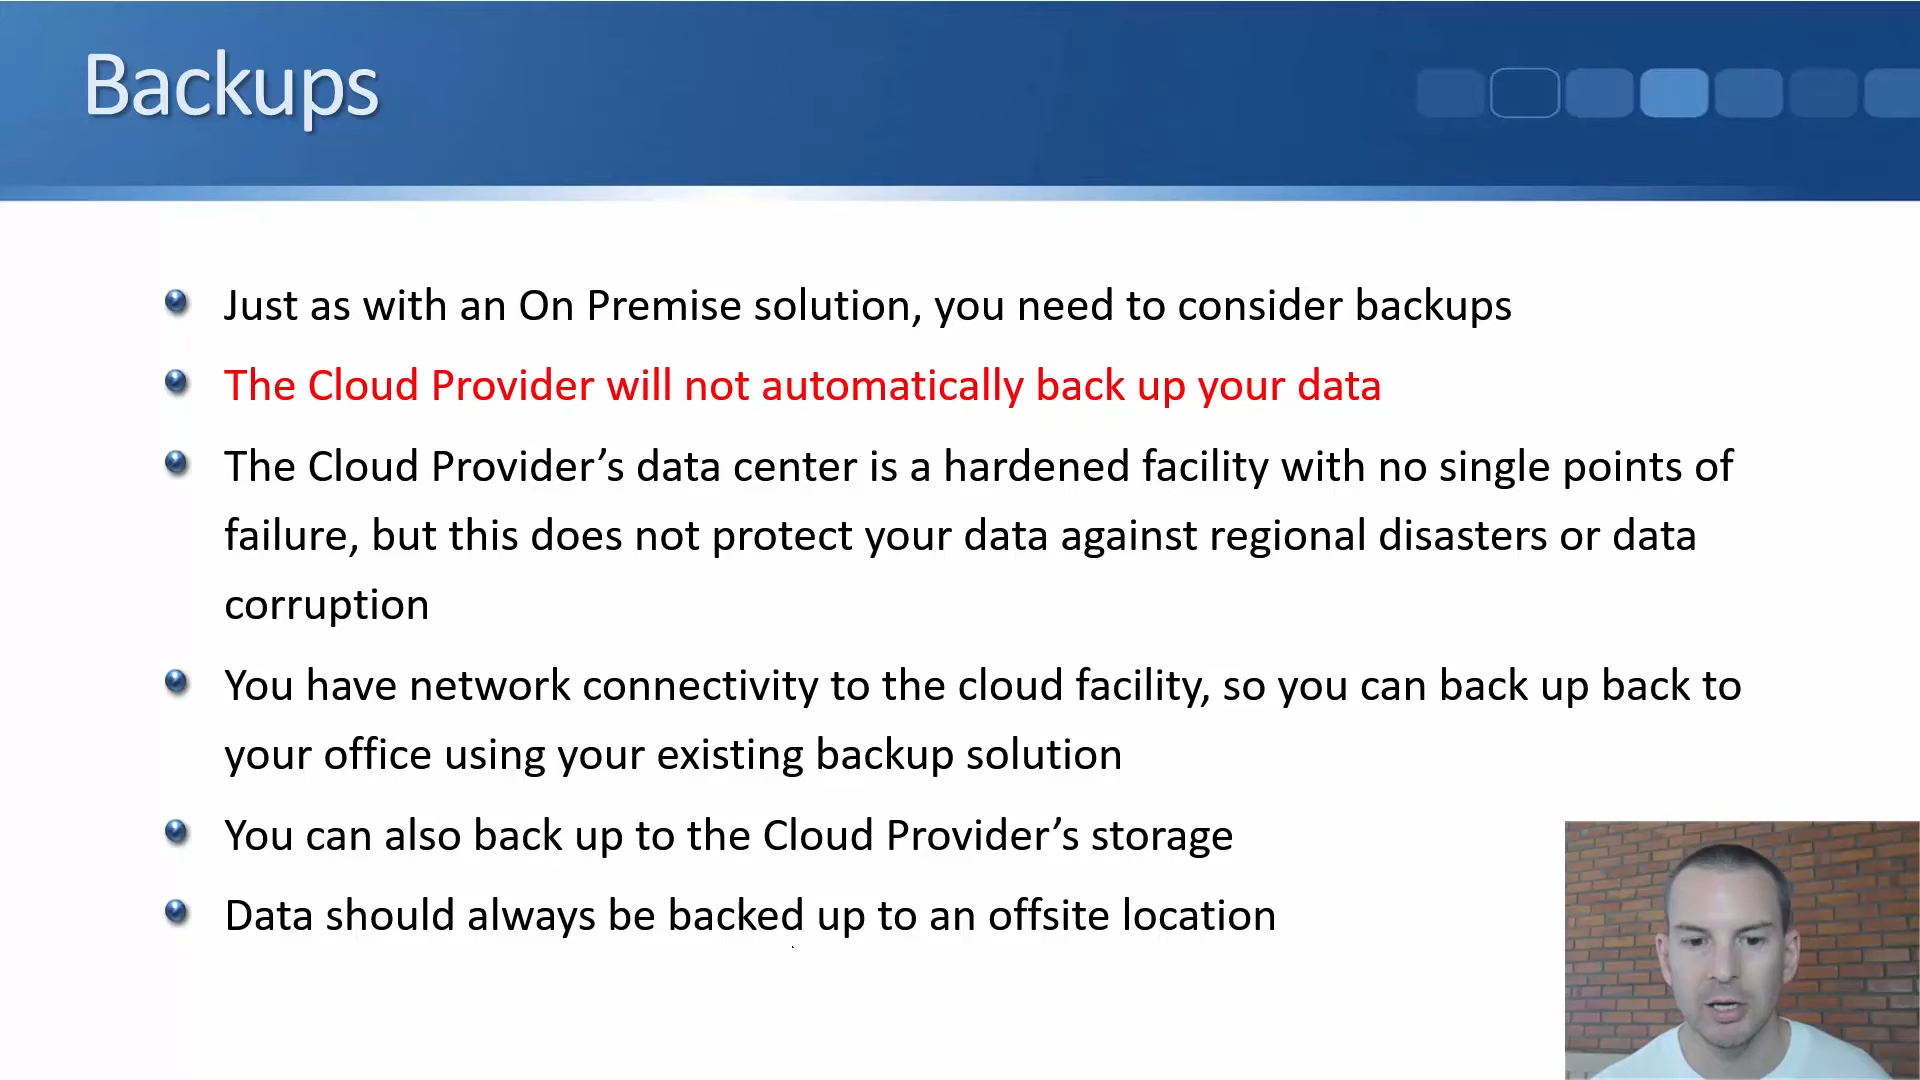 Backups
Just as with an On Premise solution, you need to consider backups
The Cloud Provider will not automatically back up your data
The Cloud Provider’s data center is a hardened facility with no single points of
failure, but this does not protect your data against regional disasters or data
corruption
You have network connectivity to the cloud facility, so you can back up back to
your office using your existing backup solution
You can also back up to the Cloud Provider’s storage
Data should always be backed up to an offsite location